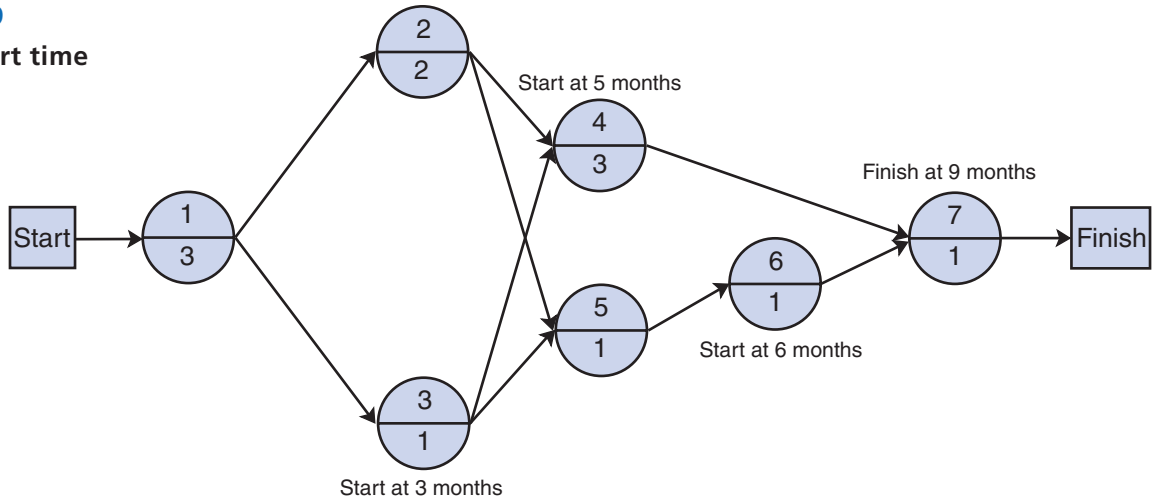 rt time
2
2
Start at 5 months
4
3
Finish at 9 months
Start
1
3
7
1
Finish
6
1
5
1
Start at 6 months
3
1
Start at 3 months